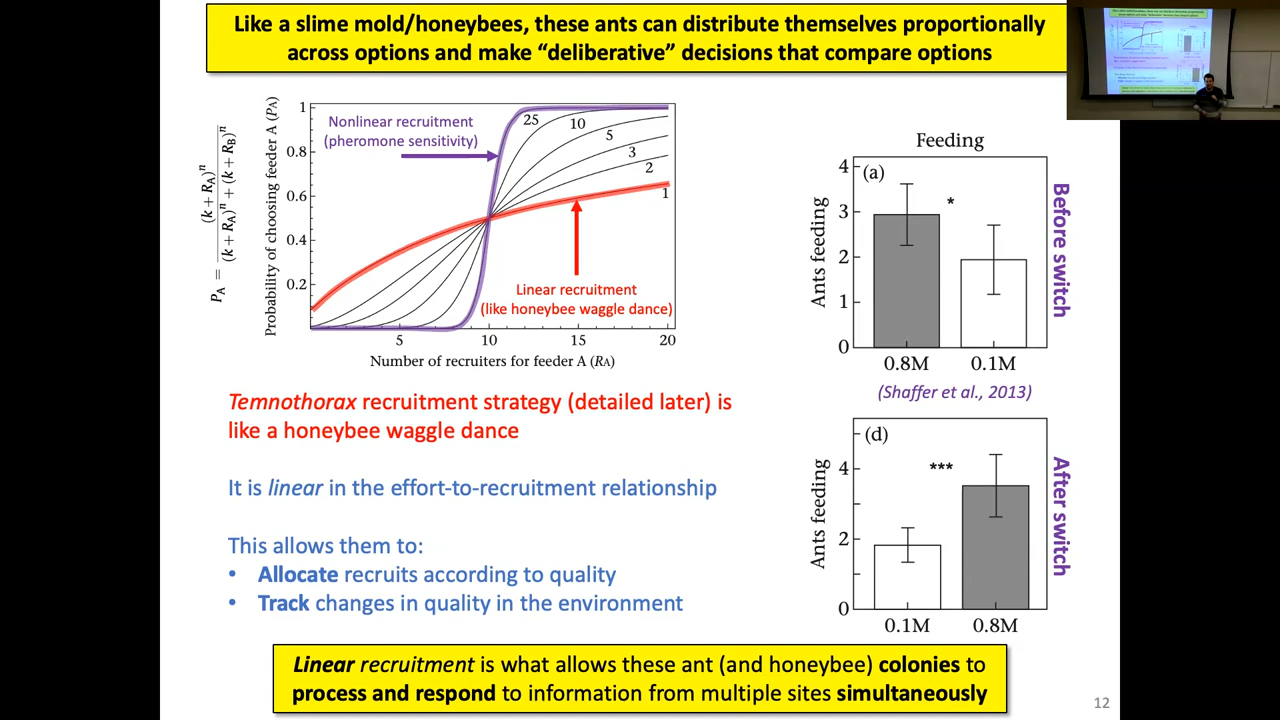 Like a slime mold/honeybees, these ants can distribute themselves proportionally
across options and make “deliberative” decisions that compare options
P_A = (k + R_A)^n / ((k + R_A)^n + (k + R_B)^n)
Probability of choosing feeder A (PA)
1
0.8
0.6
0.4
0.2
Nonlinear recruitment
(pheromone sensitivity)
25
10
5
3
2
1
Linear recruitment
(like honeybee waggle dance)
5
10
15
20
Number of recruiters for feeder A (RA)
Temnothorax recruitment strategy (detailed later) is
like a honeybee waggle dance
It is linear in the effort-to-recruitment relationship
This allows them to:
• Allocate recruits according to quality
• Track changes in quality in the environment
Feeding
(a)
*
Ants feeding
4
3
2
1
0
0.8M
0.1M
Before switch
(Shaffer et al., 2013)
(d)
***
Ants feeding
4
2
0
0.1M
0.8M
After switch
Linear recruitment is what allows these ant (and honeybee) colonies to
process and respond to information from multiple sites simultaneously
12